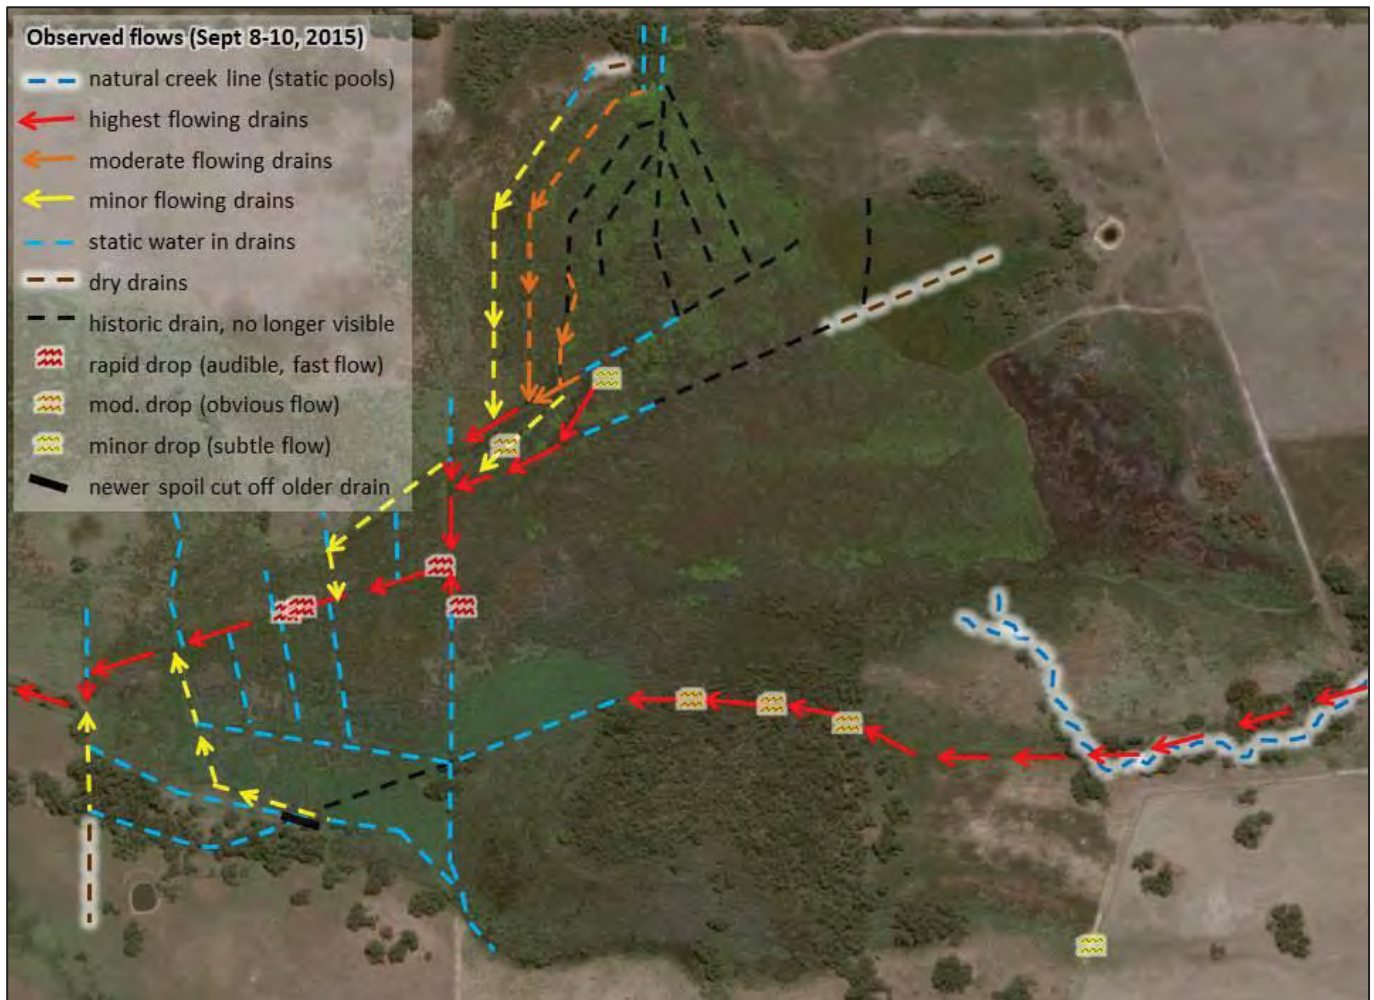 Observed flows (Sept 8-10, 2015)
natural creek line (static pools)
highest flowing drains
moderate flowing drains
minor flowing drains
static water in drains
dry drains
historic drain, no longer visible
rapid drop (audible, fast flow)
mod. drop (obvious flow)
minor drop (subtle flow)
newer spoil cut off older drain